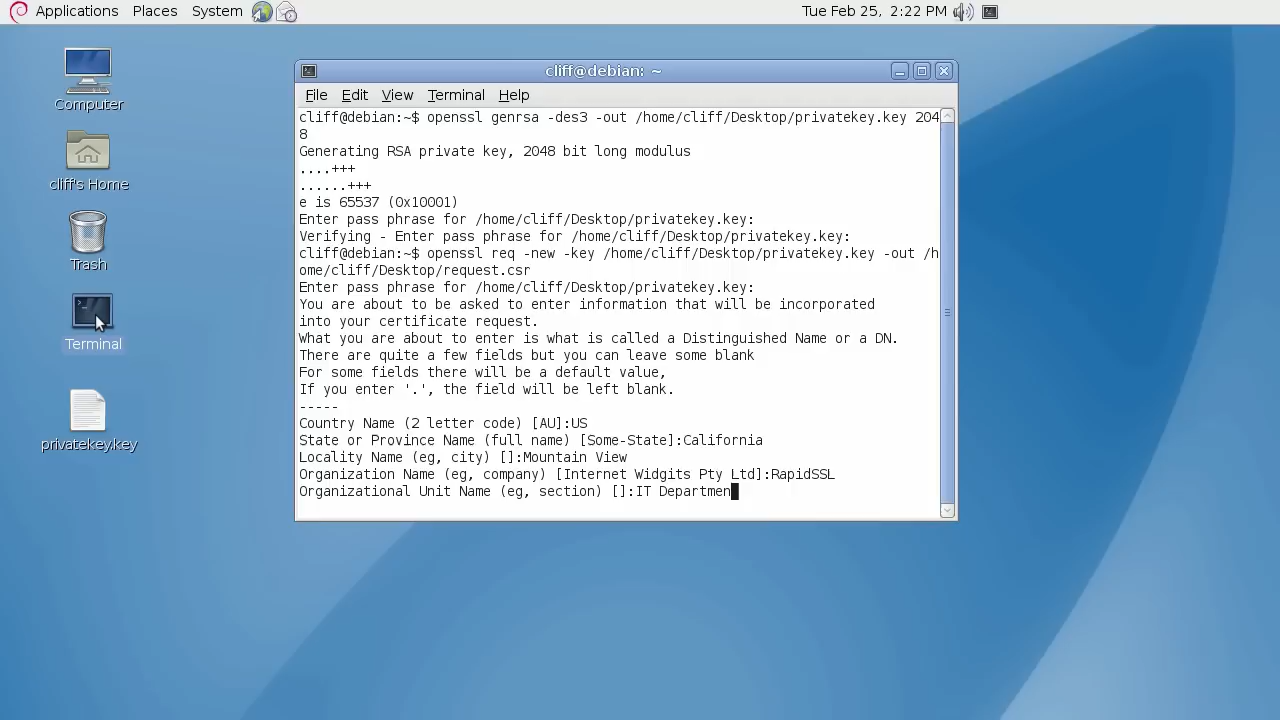 Applications Places System Tue Feb 25, 2:22 PM
Computer
cliff's Home
Trash
Terminal
privatekey.key
cliff@debian: ~
File Edit View Terminal Help
cliff@debian:~$ openssl genrsa -des3 -out /home/cliff/Desktop/privatekey.key 204
8
Generating RSA private key, 2048 bit long modulus
....+++
......+++
e is 65537 (0x10001)
Enter pass phrase for /home/cliff/Desktop/privatekey.key:
Verifying - Enter pass phrase for /home/cliff/Desktop/privatekey.key:
cliff@debian:~$ openssl req -new -key /home/cliff/Desktop/privatekey.key -out /h
ome/cliff/Desktop/request.csr
Enter pass phrase for /home/cliff/Desktop/privatekey.key:
You are about to be asked to enter information that will be incorporated
into your certificate request.
What you are about to enter is what is called a Distinguished Name or a DN.
There are quite a few fields but you can leave some blank
For some fields there will be a default value,
If you enter '.', the field will be left blank.
-----
Country Name (2 letter code) [AU]:US
State or Province Name (full name) [Some-State]:California
Locality Name (eg, city) []:Mountain View
Organization Name (eg, company) [Internet Widgits Pty Ltd]:RapidSSL
Organizational Unit Name (eg, section) []:IT Departmen